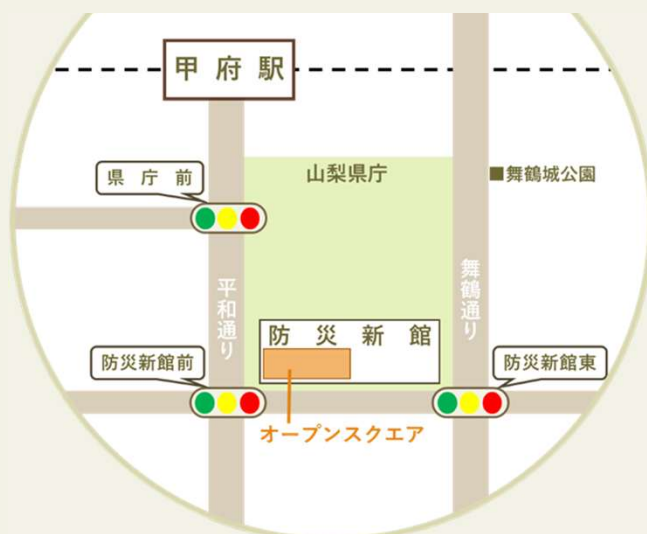 甲府駅
山梨県庁
■舞鶴城公園
県庁前
平和通り
舞鶴通り
防災新館
防災新館前
防災新館東
オープンスクエア